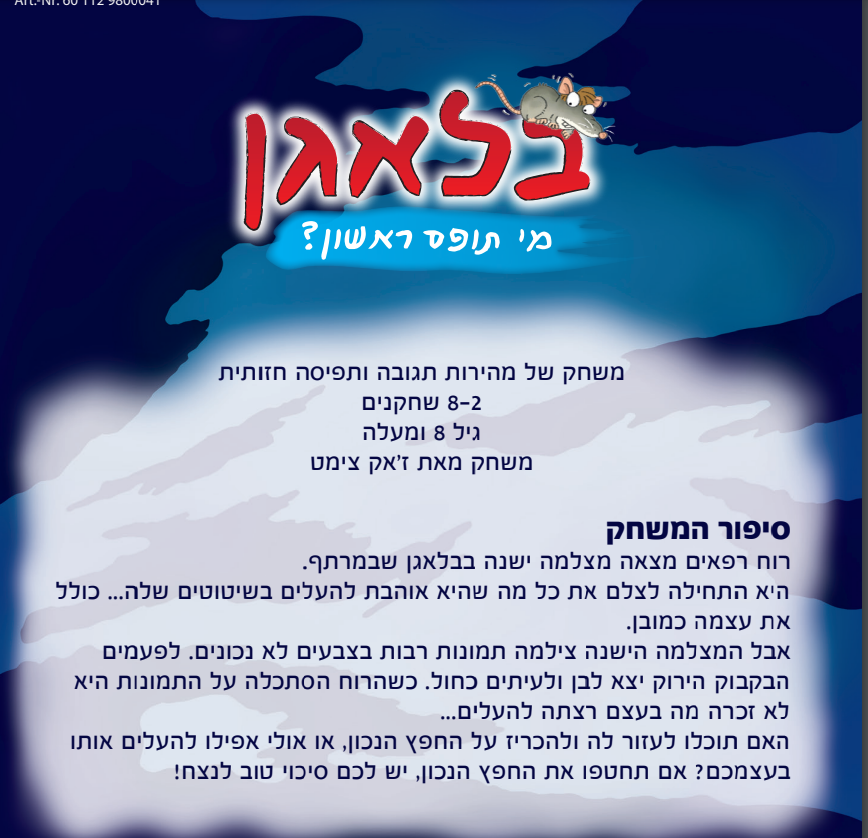 Art.-Nr. 60 112 9800041
בלאגן
מי תופס ראשון?
משחק של מהירות תגובה ותפיסה חזותית
8-2 שחקנים
גיל 8 ומעלה
משחק מאת ז'אק צימט
סיפור המשחק
רוח רפאים מצאה מצלמה ישנה בבלאגן שבמרתף.
היא התחילה לצלם את כל מה שהיא אוהבת להעלים בשיטוטים שלה... כולל
את עצמה כמובן.
אבל המצלמה הישנה צילמה תמונות רבות בצבעים לא נכונים. לפעמים
הבקבוק הירוק יצא לבן ולעיתים כחול. כשהרוח הסתכלה על התמונות היא
לא זכרה מה בעצם רצתה להעלים...
האם תוכלו לעזור לה ולהכריז על החפץ הנכון, או אולי אפילו להעלים אותו
בעצמכם? אם תחטפו את החפץ הנכון, יש לכם סיכוי טוב לנצח!